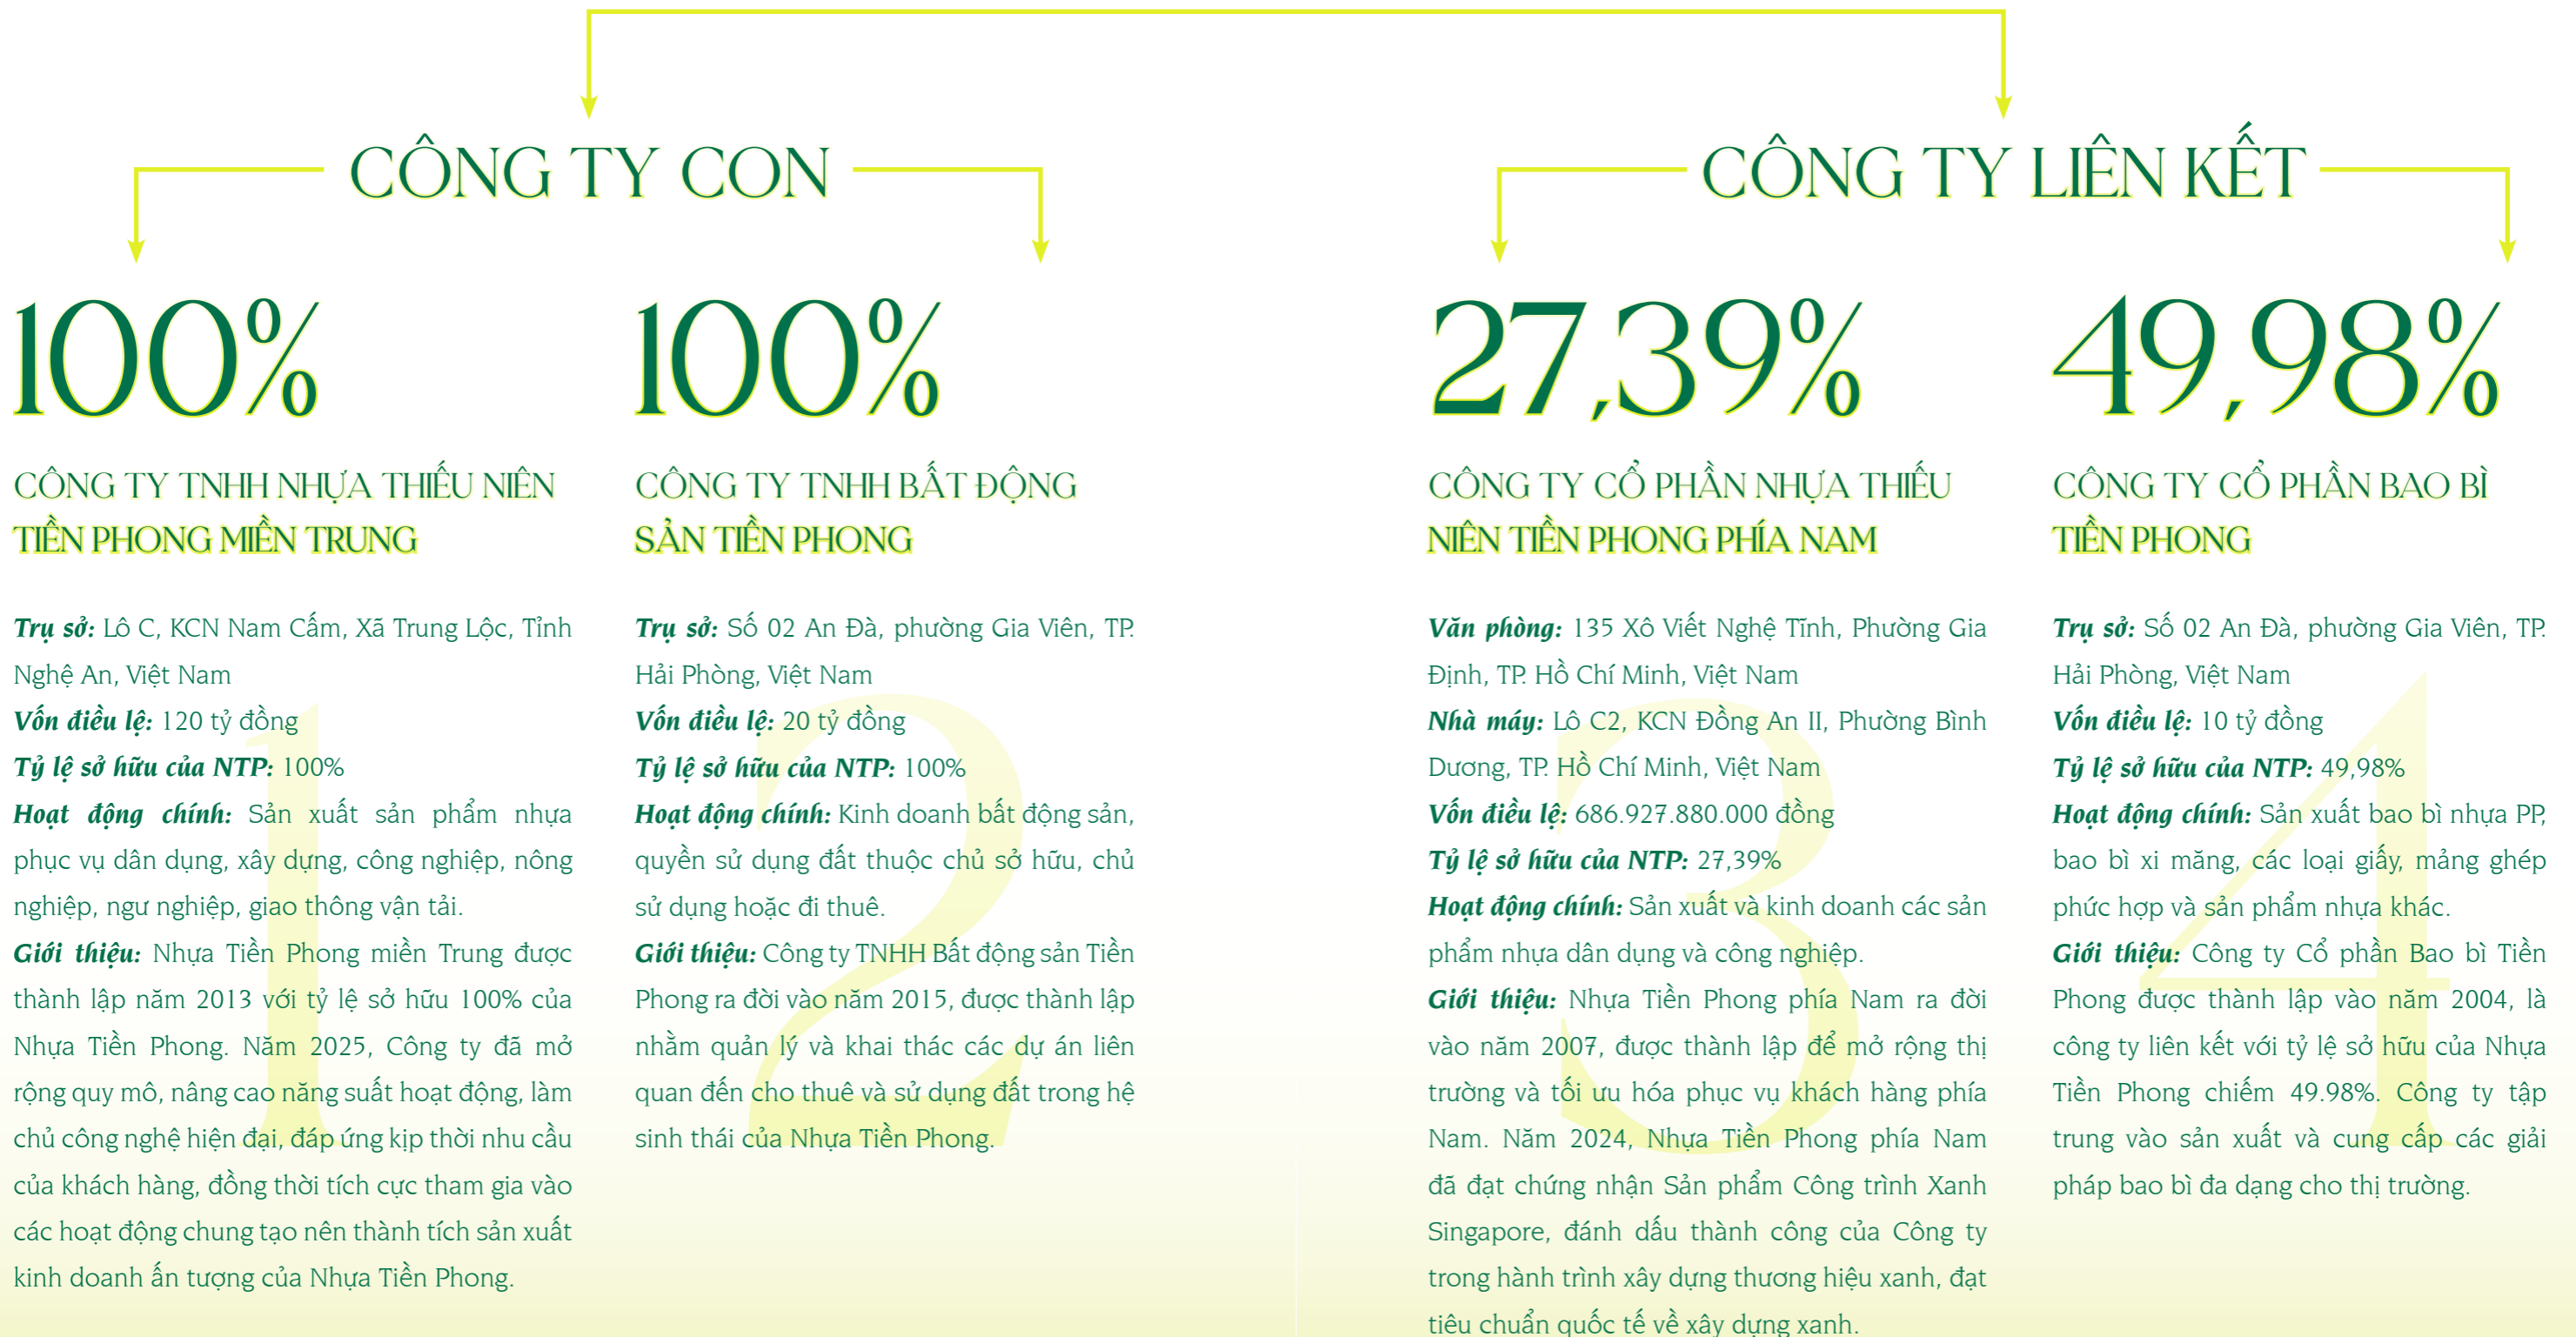 CÔNG TY CON
100%
CÔNG TY TNHH NHỰA THIẾU NIÊN
TIỀN PHONG MIỀN TRUNG
Trụ sở: Lô C, KCN Nam Cấm, Xã Trung Lộc, Tỉnh
Nghệ An, Việt Nam
Vốn điều lệ: 120 tỷ đồng
Tỷ lệ sở hữu của NTP: 100%
Hoạt động chính: Sản xuất sản phẩm nhựa
phục vụ dân dụng, xây dựng, công nghiệp, nông
nghiệp, ngư nghiệp, giao thông vận tải.
Giới thiệu: Nhựa Tiền Phong miền Trung được
thành lập năm 2013 với tỷ lệ sở hữu 100% của
Nhựa Tiền Phong. Năm 2025, Công ty đã mở
rộng quy mô, nâng cao năng suất hoạt động, làm
chủ công nghệ hiện đại, đáp ứng kịp thời nhu cầu
của khách hàng, đồng thời tích cực tham gia vào
các hoạt động chung tạo nên thành tích sản xuất
kinh doanh ấn tượng của Nhựa Tiền Phong.
1
100%
CÔNG TY TNHH BẤT ĐỘNG
SẢN TIỀN PHONG
Trụ sở: Số 02 An Đà, phường Gia Viên, TP.
Hải Phòng, Việt Nam
Vốn điều lệ: 20 tỷ đồng
Tỷ lệ sở hữu của NTP: 100%
Hoạt động chính: Kinh doanh bất động sản,
quyền sử dụng đất thuộc chủ sở hữu, chủ
sử dụng hoặc đi thuê.
Giới thiệu: Công ty TNHH Bất động sản Tiền
Phong ra đời vào năm 2015, được thành lập
nhằm quản lý và khai thác các dự án liên
quan đến cho thuê và sử dụng đất trong hệ
sinh thái của Nhựa Tiền Phong.
2
CÔNG TY LIÊN KẾT
27,39%
CÔNG TY CỔ PHẦN NHỰA THIẾU
NIÊN TIỀN PHONG PHÍA NAM
Văn phòng: 135 Xô Viết Nghệ Tĩnh, Phường Gia
Định, TP. Hồ Chí Minh, Việt Nam
Nhà máy: Lô C2, KCN Đồng An II, Phường Bình
Dương, TP. Hồ Chí Minh, Việt Nam
Vốn điều lệ: 686.927.880.000 đồng
Tỷ lệ sở hữu của NTP: 27,39%
Hoạt động chính: Sản xuất và kinh doanh các sản
phẩm nhựa dân dụng và công nghiệp.
Giới thiệu: Nhựa Tiền Phong phía Nam ra đời
vào năm 2007, được thành lập để mở rộng thị
trường và tối ưu hóa phục vụ khách hàng phía
Nam. Năm 2024, Nhựa Tiền Phong phía Nam
đã đạt chứng nhận Sản phẩm Công trình Xanh
Singapore, đánh dấu thành công của Công ty
trong hành trình xây dựng thương hiệu xanh, đạt
tiêu chuẩn quốc tế về xây dựng xanh.
3
49,98%
CÔNG TY CỔ PHẦN BAO BÌ
TIỀN PHONG
Trụ sở: Số 02 An Đà, phường Gia Viên, TP.
Hải Phòng, Việt Nam
Vốn điều lệ: 10 tỷ đồng
Tỷ lệ sở hữu của NTP: 49,98%
Hoạt động chính: Sản xuất bao bì nhựa PP,
bao bì xi măng, các loại giấy, mảng ghép
phức hợp và sản phẩm nhựa khác.
Giới thiệu: Công ty Cổ phần Bao bì Tiền
Phong được thành lập vào năm 2004, là
công ty liên kết với tỷ lệ sở hữu của Nhựa
Tiền Phong chiếm 49.98%. Công ty tập
trung vào sản xuất và cung cấp các giải
pháp bao bì đa dạng cho thị trường.
4